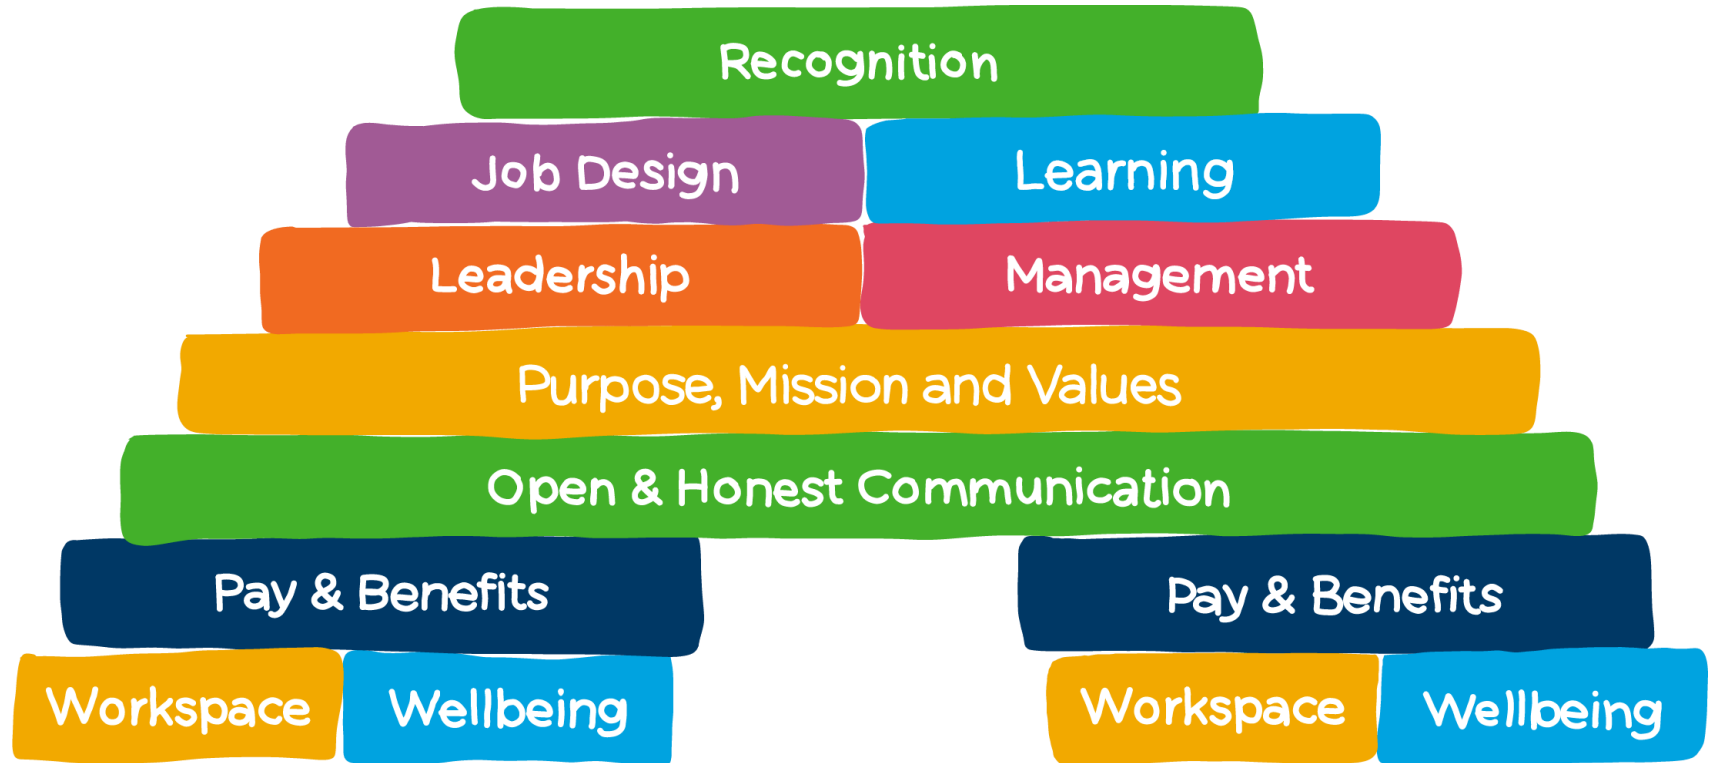 Recognition
Job Design
Learning
Leadership
Management
Purpose, Mission and Values
Open & Honest Communication
Pay & Benefits
Pay & Benefits
Workspace
Wellbeing
Workspace
Wellbeing